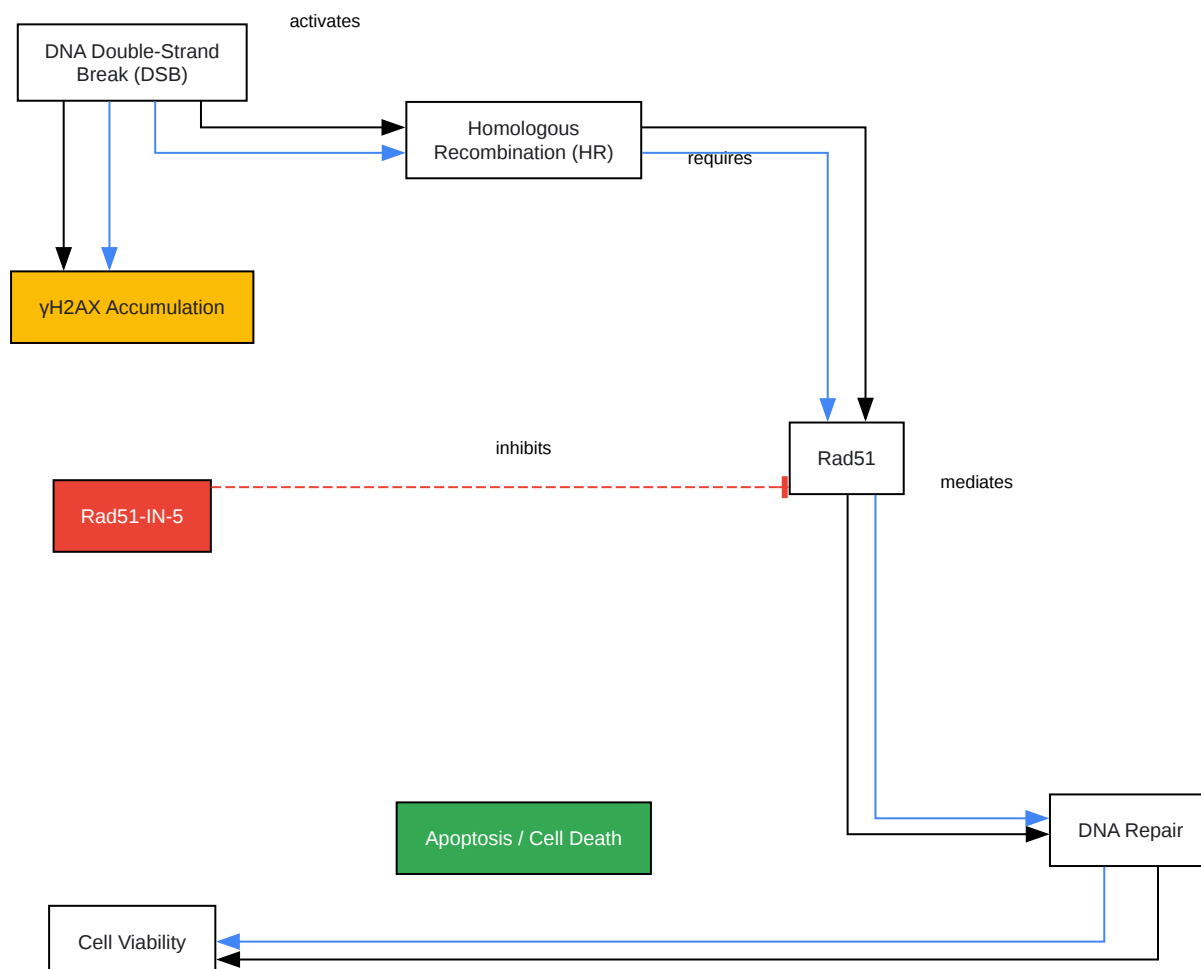 activates
DNA Double-Strand
Break (DSB)
Homologous
Recombination (HR)
requires
γH2AX Accumulation
inhibits
Rad51
mediates
Rad51-IN-5
Apoptosis / Cell Death
DNA Repair
Cell Viability